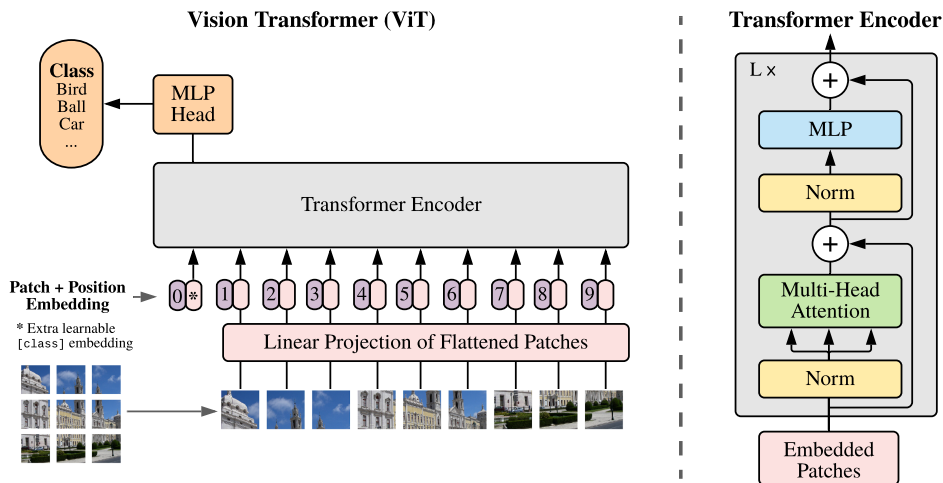 Vision Transformer (ViT)
Class
Bird
Ball
Car
...
MLP
Head
Transformer Encoder
Patch + Position
Embedding
0 * 1 2 3 4 5 6 7 8 9
* Extra learnable
[class] embedding
Linear Projection of Flattened Patches
Transformer Encoder
L x
+
MLP
Norm
+
Multi-Head
Attention
Norm
Embedded
Patches